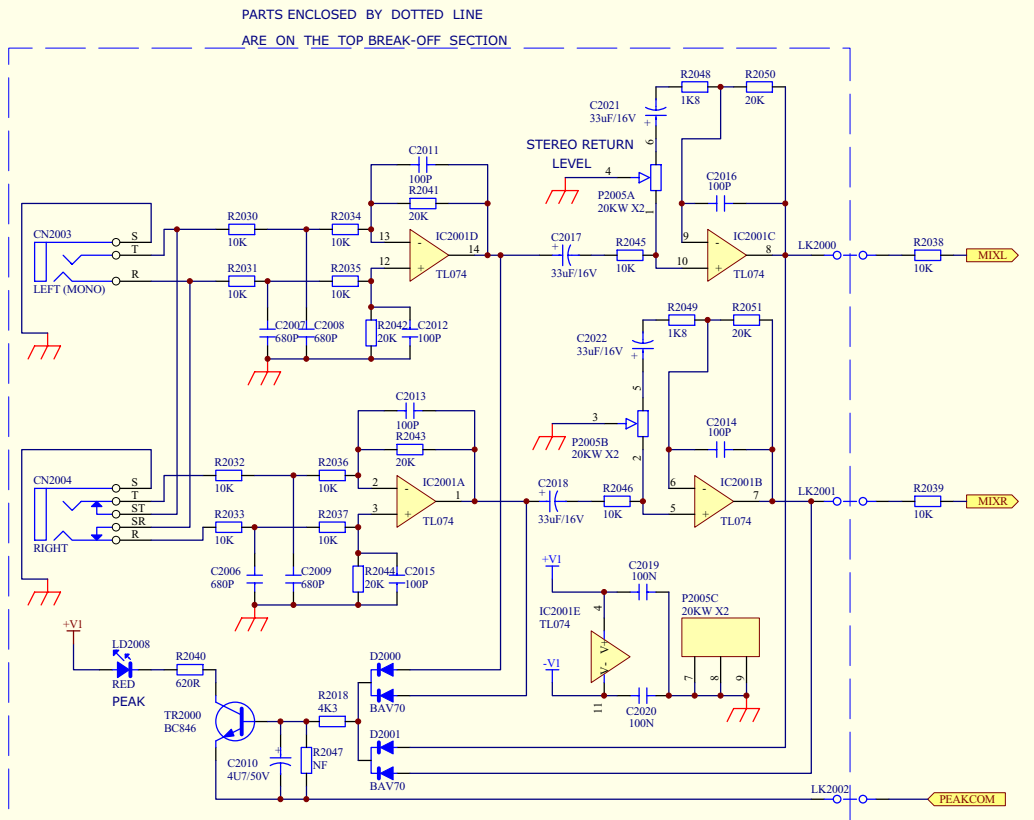 PARTS ENCLOSED BY DOTTED LINE
ARE ON THE TOP BREAK-OFF SECTION
R2048
1K8
R2050
20K
C2021
33uF/16V
+
6
STEREO RETURN
LEVEL
4
P2005A
20KW X2
1
C2011
100P
R2041
20K
C2016
100P
CN2003
S
T
R
LEFT (MONO)
R2030
10K
R2034
10K
13
-
12
+
IC2001D
14
TL074
R2031
10K
R2035
10K
C2017
+
33uF/16V
R2045
10K
9
-
10
+
IC2001C
8
TL074
LK2000
R2038
10K
MIXL
C2007
680P
C2008
680P
R2042
20K
C2012
100P
R2049
1K8
R2051
20K
C2022
33uF/16V
+
5
3
P2005B
20KW X2
2
C2013
100P
R2043
20K
C2014
100P
CN2004
S
T
ST
SR
R
RIGHT
R2032
10K
R2036
10K
2
-
3
+
IC2001A
1
TL074
R2033
10K
R2037
10K
C2018
+
33uF/16V
R2046
10K
6
-
5
+
IC2001B
7
TL074
LK2001
R2039
10K
MIXR
C2006
680P
C2009
680P
R2044
20K
C2015
100P
+V1
C2019
100N
IC2001E
TL074
4
V+
V-
11
-V1
C2020
100N
P2005C
20KW X2
7
8
9
+V1
LD2008
RED
PEAK
R2040
620R
TR2000
BC846
D2000
BAV70
R2018
4K3
D2001
BAV70
C2010
4U7/50V
+
R2047
NF
LK2002
PEAKCOM